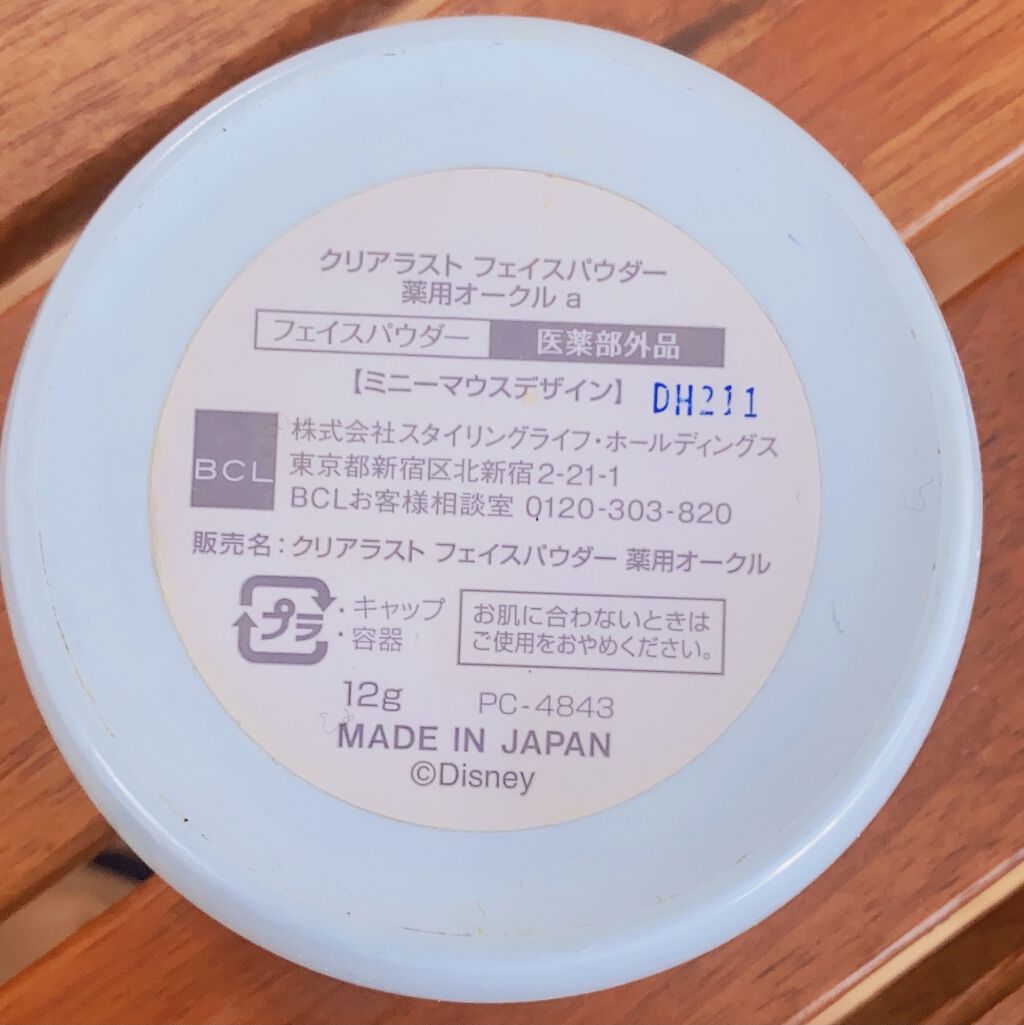 クリアラスト フェイスパウダー
薬用オークル a
フェイスパウダー 医薬部外品
【ミニーマウスデザイン】 DH211
BCL
株式会社スタイリングライフ・ホールディングス
東京都新宿区北新宿2-21-1
BCLお客様相談室 0120-303-820
販売名：クリアラスト フェイスパウダー 薬用オークル
プラ
・キャップ
・容器
お肌に合わないときは
ご使用をおやめください。
12g PC-4843
MADE IN JAPAN
©Disney